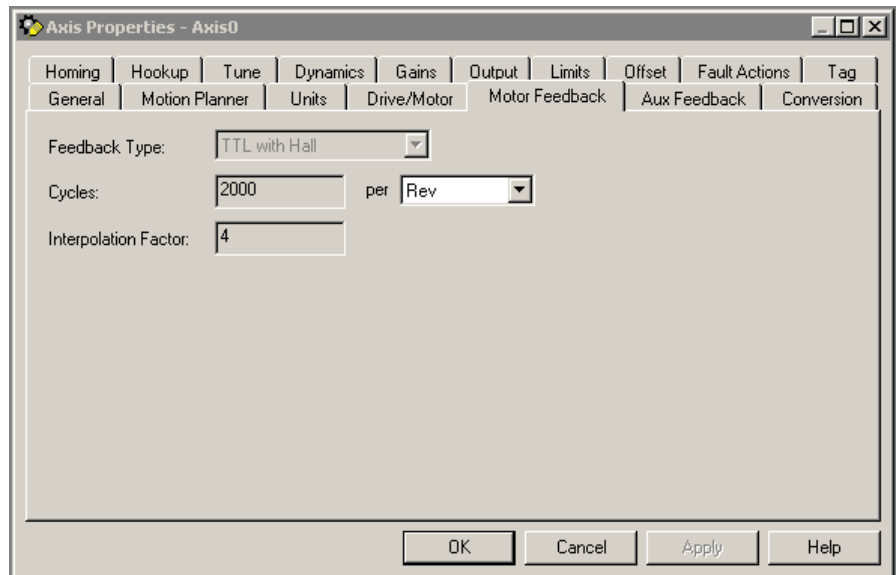 Axis Properties - Axis0
Homing Hookup Tune Dynamics Gains Output Limits Offset Fault Actions Tag
General Motion Planner Units Drive/Motor Motor Feedback Aux Feedback Conversion
Feedback Type: TTL with Hall
Cycles: 2000 per Rev
Interpolation Factor: 4
OK Cancel Apply Help